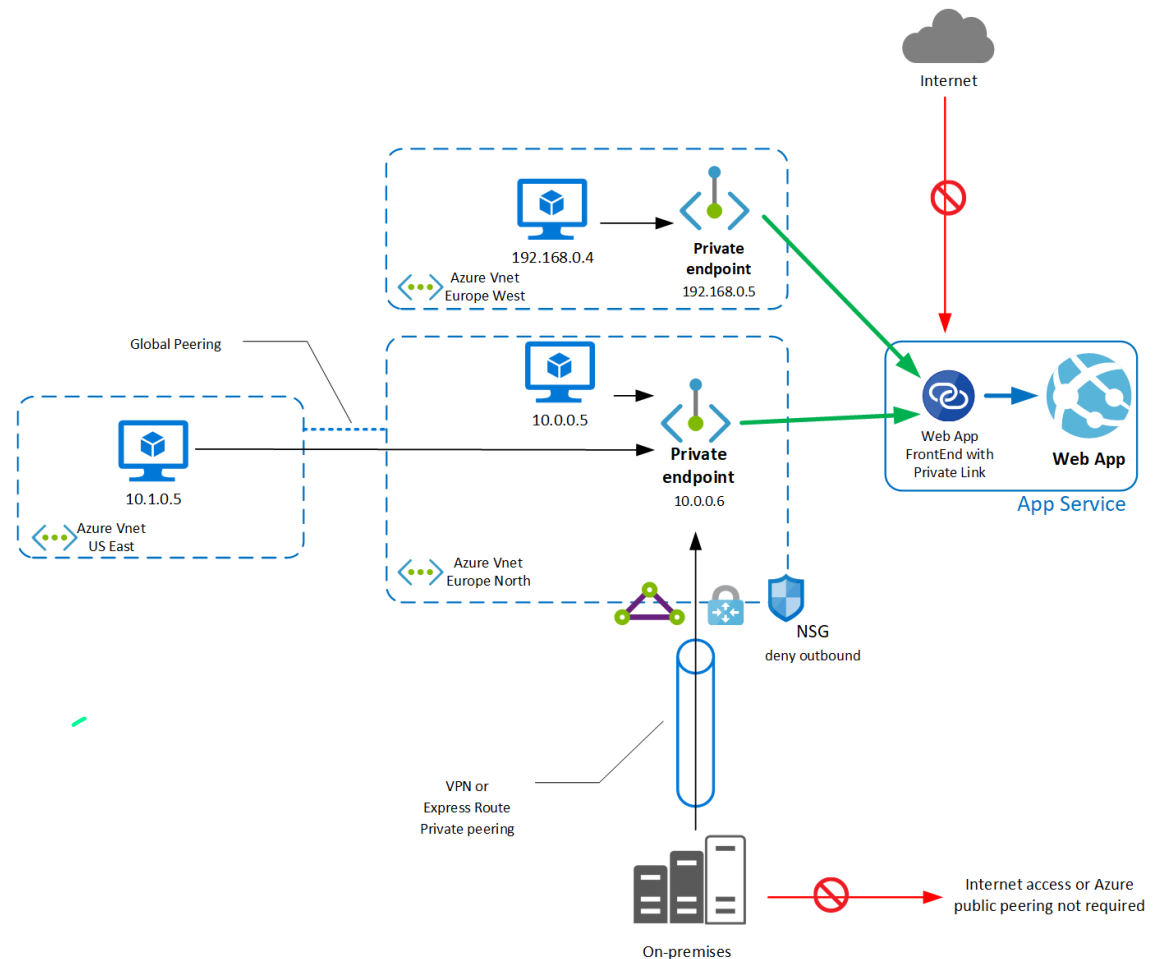 Internet
192.168.0.4
Private
endpoint
192.168.0.5
Azure Vnet
Europe West
Global Peering
10.0.0.5
10.1.0.5
Azure Vnet
US East
Private
endpoint
10.0.0.6
Azure Vnet
Europe North
Web App
FrontEnd with
Private Link
Web App
App Service
NSG
deny outbound
VPN or
Express Route
Private peering
Internet access or Azure
public peering not required
On-premises